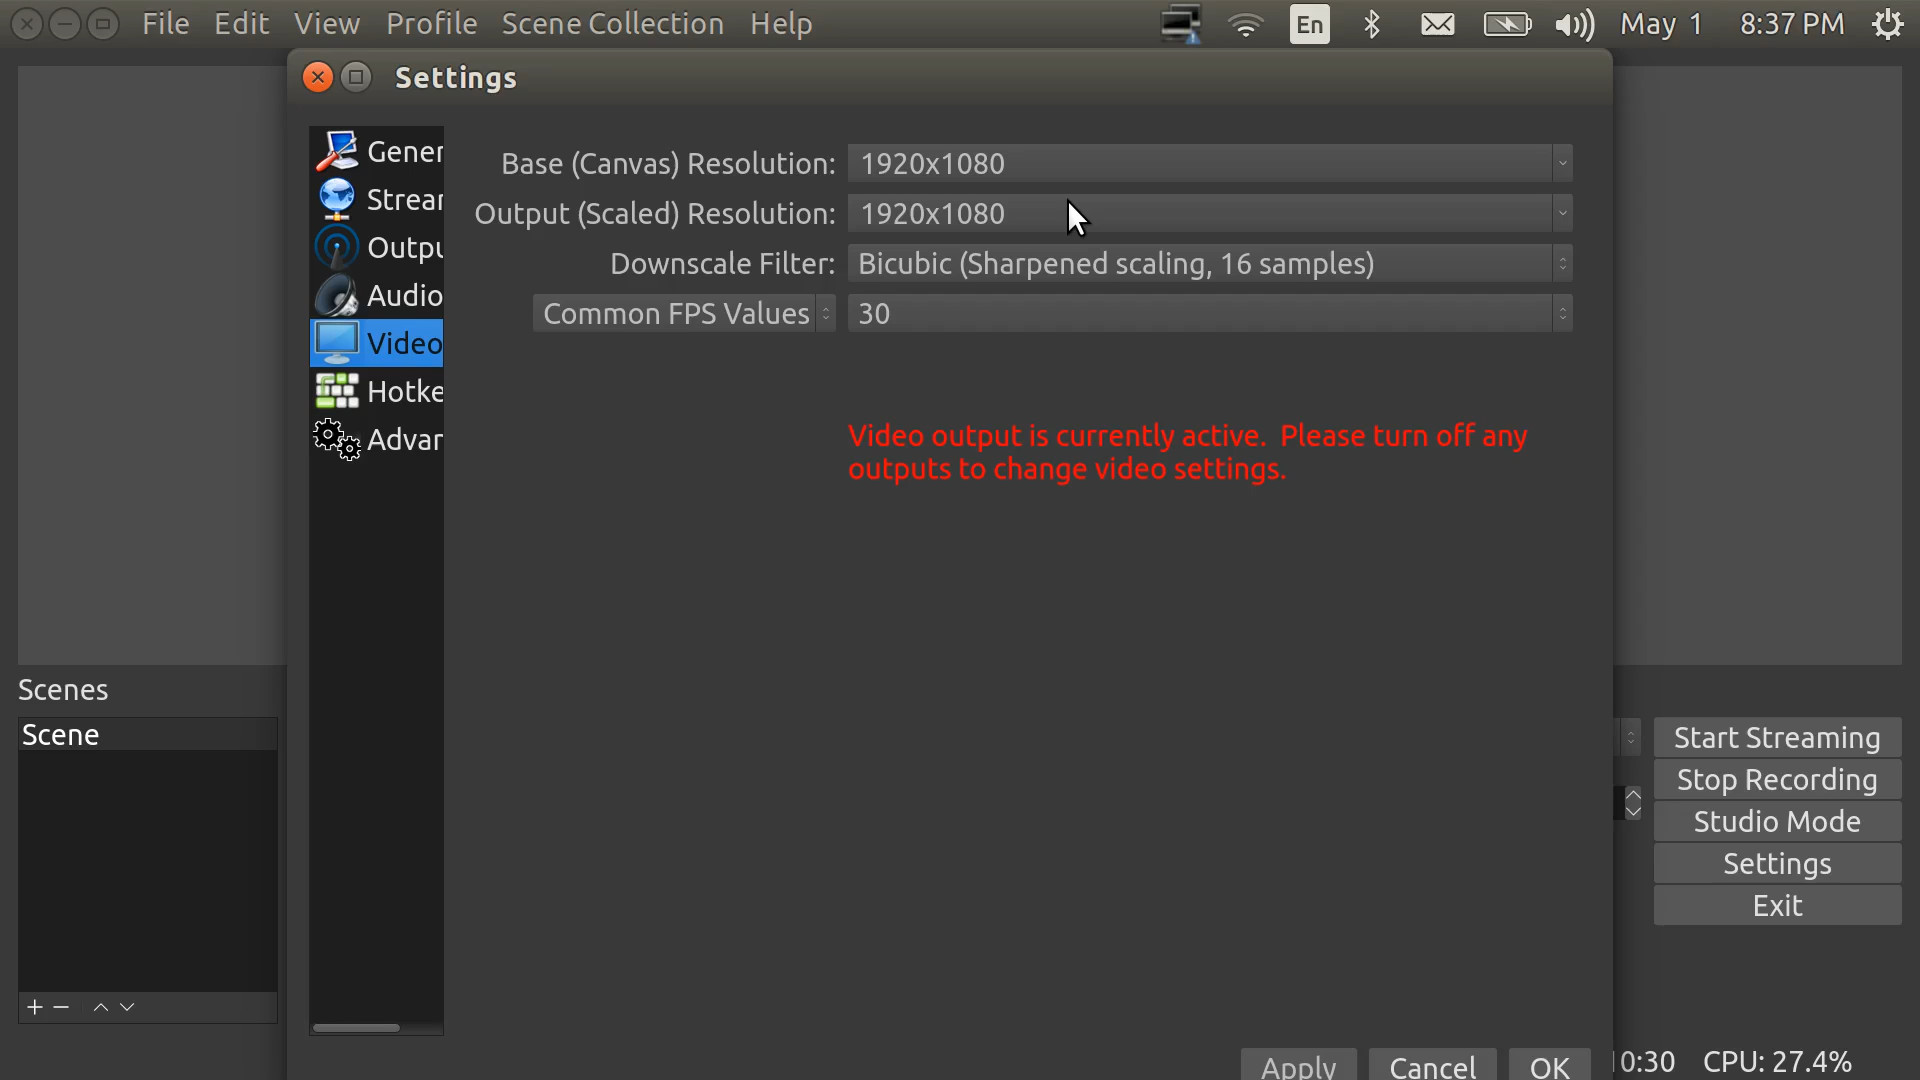 File Edit View Profile Scene Collection Help
En May 1 8:37 PM
Settings
Gener
Strear
Outpu
Audio
Video
Hotke
Advar
Base (Canvas) Resolution: 1920x1080
Output (Scaled) Resolution: 1920x1080
Downscale Filter: Bicubic (Sharpened scaling, 16 samples)
Common FPS Values 30
Video output is currently active. Please turn off any
outputs to change video settings.
Scenes
Scene
Start Streaming
Stop Recording
Studio Mode
Settings
Exit
Apply Cancel OK
0:30 CPU: 27.4%